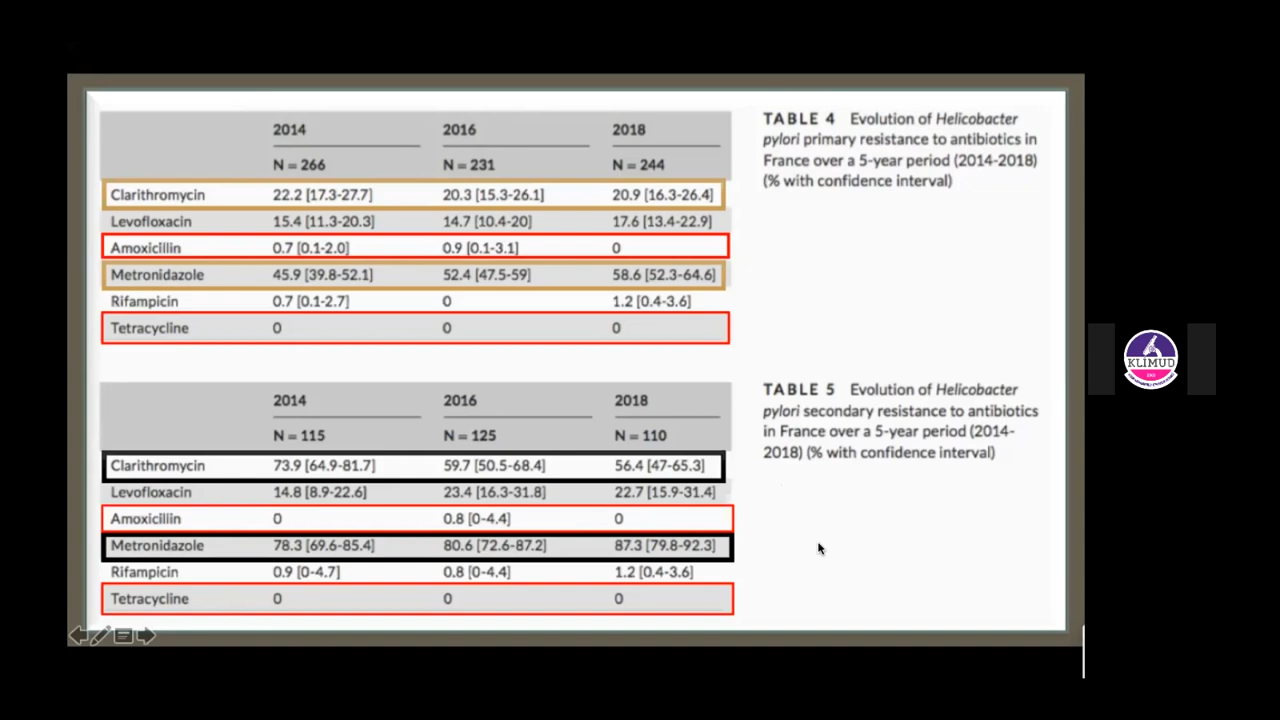 2014 2016 2018
N = 266 N = 231 N = 244
Clarithromycin 22.2 [17.3-27.7] 20.3 [15.3-26.1] 20.9 [16.3-26.4]
Levofloxacin 15.4 [11.3-20.3] 14.7 [10.4-20] 17.6 [13.4-22.9]
Amoxicillin 0.7 [0.1-2.0] 0.9 [0.1-3.1] 0
Metronidazole 45.9 [39.8-52.1] 52.4 [47.5-59] 58.6 [52.3-64.6]
Rifampicin 0.7 [0.1-2.7] 0 1.2 [0.4-3.6]
Tetracycline 0 0 0
TABLE 4 Evolution of Helicobacter
pylori primary resistance to antibiotics in
France over a 5-year period (2014-2018)
(% with confidence interval)
2014 2016 2018
N = 115 N = 125 N = 110
Clarithromycin 73.9 [64.9-81.7] 59.7 [50.5-68.4] 56.4 [47-65.3]
Levofloxacin 14.8 [8.9-22.6] 23.4 [16.3-31.8] 22.7 [15.9-31.4]
Amoxicillin 0 0.8 [0-4.4] 0
Metronidazole 78.3 [69.6-85.4] 80.6 [72.6-87.2] 87.3 [79.8-92.3]
Rifampicin 0.9 [0-4.7] 0.8 [0-4.4] 1.2 [0.4-3.6]
Tetracycline 0 0 0
TABLE 5 Evolution of Helicobacter
pylori secondary resistance to antibiotics
in France over a 5-year period (2014-
2018) (% with confidence interval)
KLIMUD